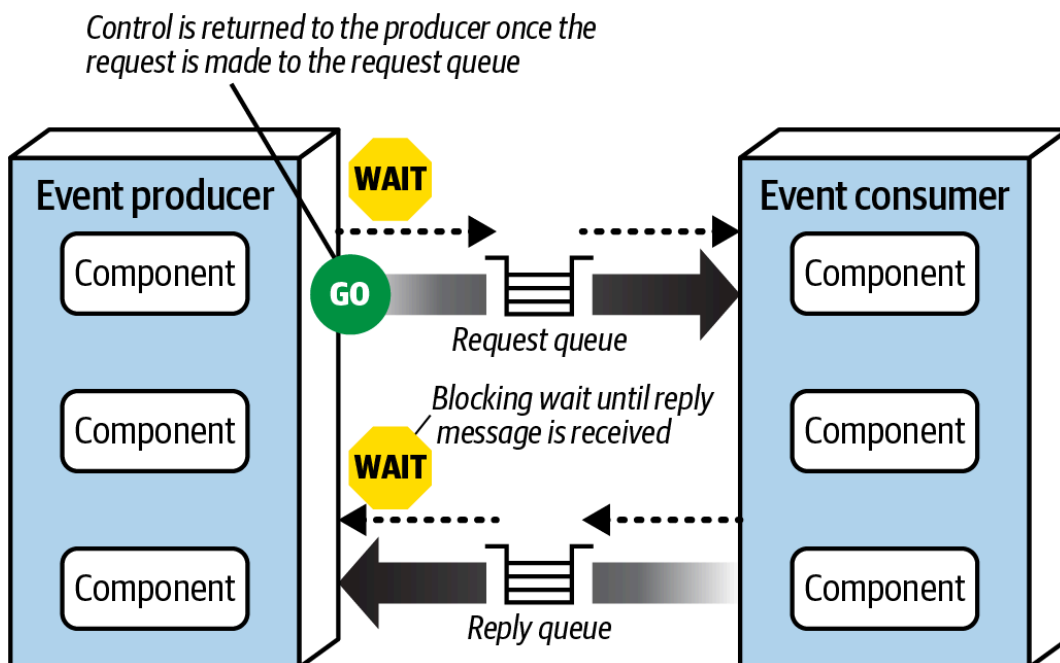 Control is returned to the producer once the
request is made to the request queue
WAIT
Event producer
Event consumer
Component
Component
GO
Request queue
Blocking wait until reply
message is received
Component
Component
WAIT
Component
Component
Reply queue